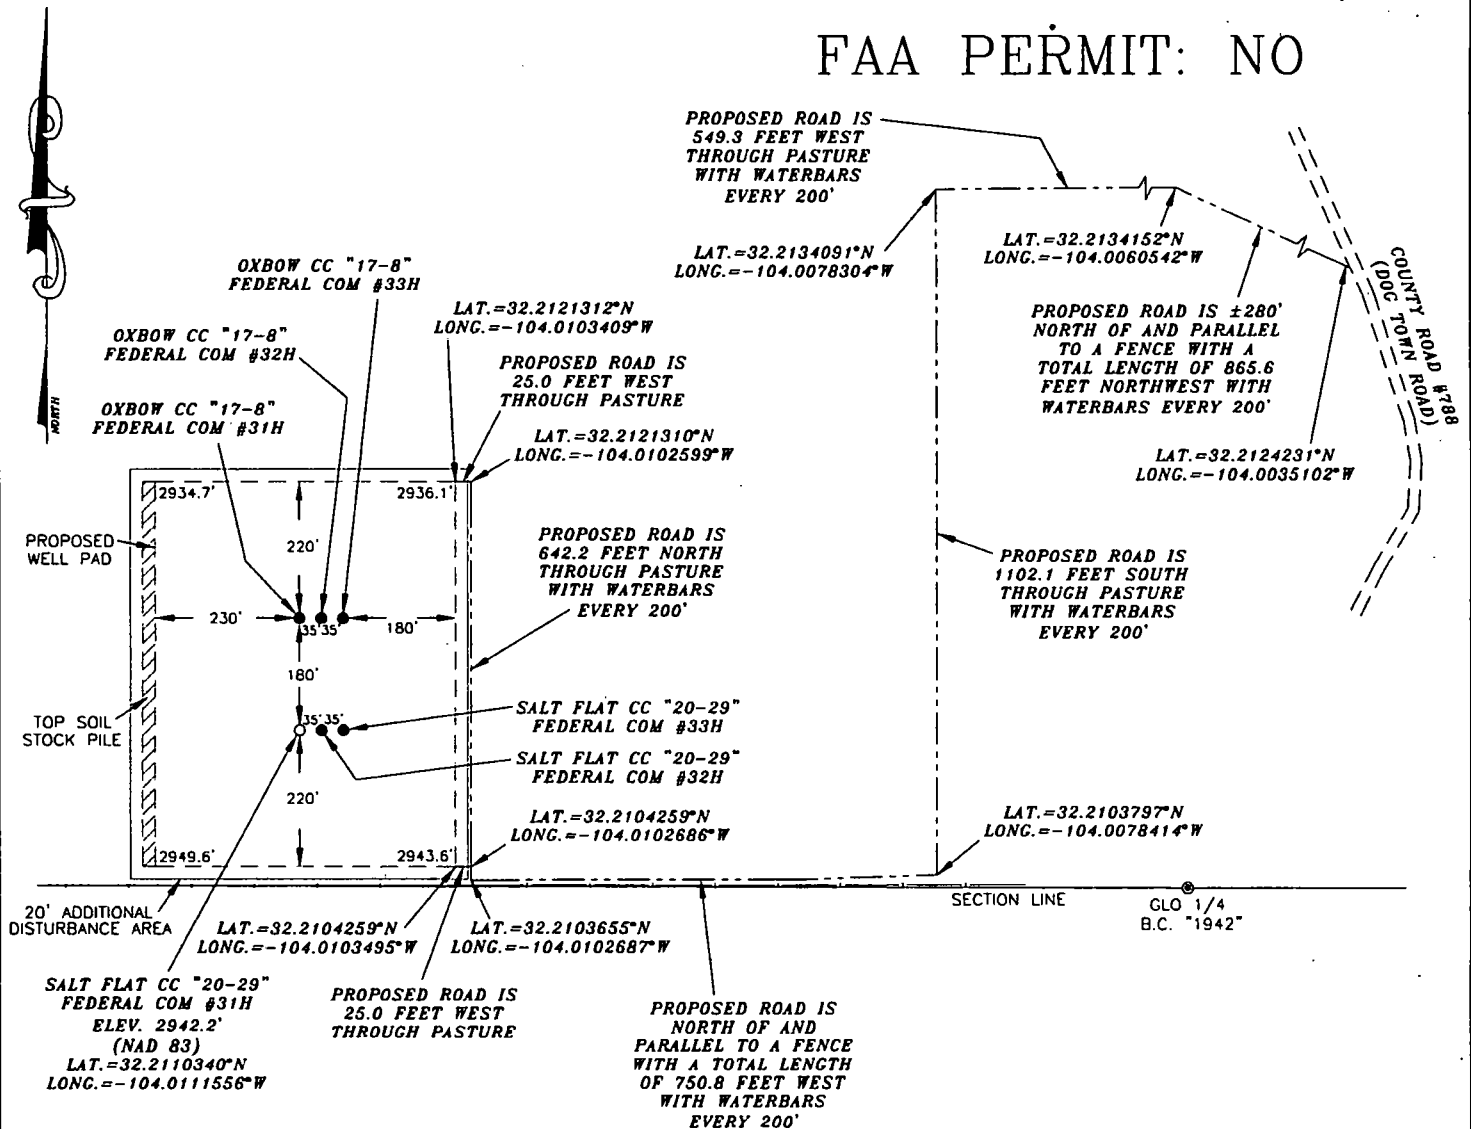 FAA PERMIT: NO
NORTH
PROPOSED ROAD IS
549.3 FEET WEST
THROUGH PASTURE
WITH WATERBARS
EVERY 200'
LAT.=32.2134091°N
LONG.=-104.0078304°W
LAT.=32.2134152°N
LONG.=-104.0060542°W
COUNTY ROAD #788
(DOG TOWN ROAD)
PROPOSED ROAD IS ±280'
NORTH OF AND PARALLEL
TO A FENCE WITH A
TOTAL LENGTH OF 865.6
FEET NORTHWEST WITH
WATERBARS EVERY 200'
LAT.=32.2124231°N
LONG.=-104.0035102°W
OXBOW CC "17-8"
FEDERAL COM #33H
OXBOW CC "17-8"
FEDERAL COM #32H
OXBOW CC "17-8"
FEDERAL COM #31H
LAT.=32.2121312°N
LONG.=-104.0103409°W
PROPOSED ROAD IS
25.0 FEET WEST
THROUGH PASTURE
LAT.=32.2121310°N
LONG.=-104.0102599°W
2934.7'
2936.1'
PROPOSED
WELL PAD
220'
230'
35'
35'
180'
180'
PROPOSED ROAD IS
642.2 FEET NORTH
THROUGH PASTURE
WITH WATERBARS
EVERY 200'
PROPOSED ROAD IS
1102.1 FEET SOUTH
THROUGH PASTURE
WITH WATERBARS
EVERY 200'
TOP SOIL
STOCK PILE
35'
35'
220'
SALT FLAT CC "20-29"
FEDERAL COM #33H
SALT FLAT CC "20-29"
FEDERAL COM #32H
LAT.=32.2104259°N
LONG.=-104.0102686°W
LAT.=32.2103797°N
LONG.=-104.0078414°W
2949.6'
2943.6'
20' ADDITIONAL
DISTURBANCE AREA
LAT.=32.2104259°N
LONG.=-104.0103495°W
LAT.=32.2103655°N
LONG.=-104.0102687°W
SECTION LINE
GLO 1/4
B.C. "1942"
SALT FLAT CC "20-29"
FEDERAL COM #31H
ELEV. 2942.2'
(NAD 83)
LAT.=32.2110340°N
LONG.=-104.0111556°W
PROPOSED ROAD IS
25.0 FEET WEST
THROUGH PASTURE
PROPOSED ROAD IS
NORTH OF AND
PARALLEL TO A FENCE
WITH A TOTAL LENGTH
OF 750.8 FEET WEST
WITH WATERBARS
EVERY 200'